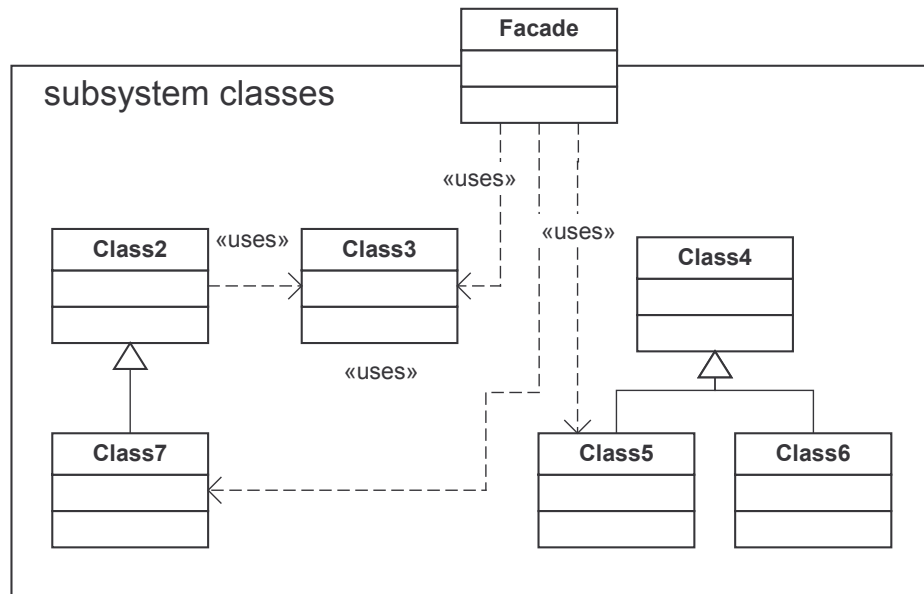 Facade
subsystem classes
«uses»
Class2
«uses»
Class3
«uses»
Class4
«uses»
Class7
Class5
Class6